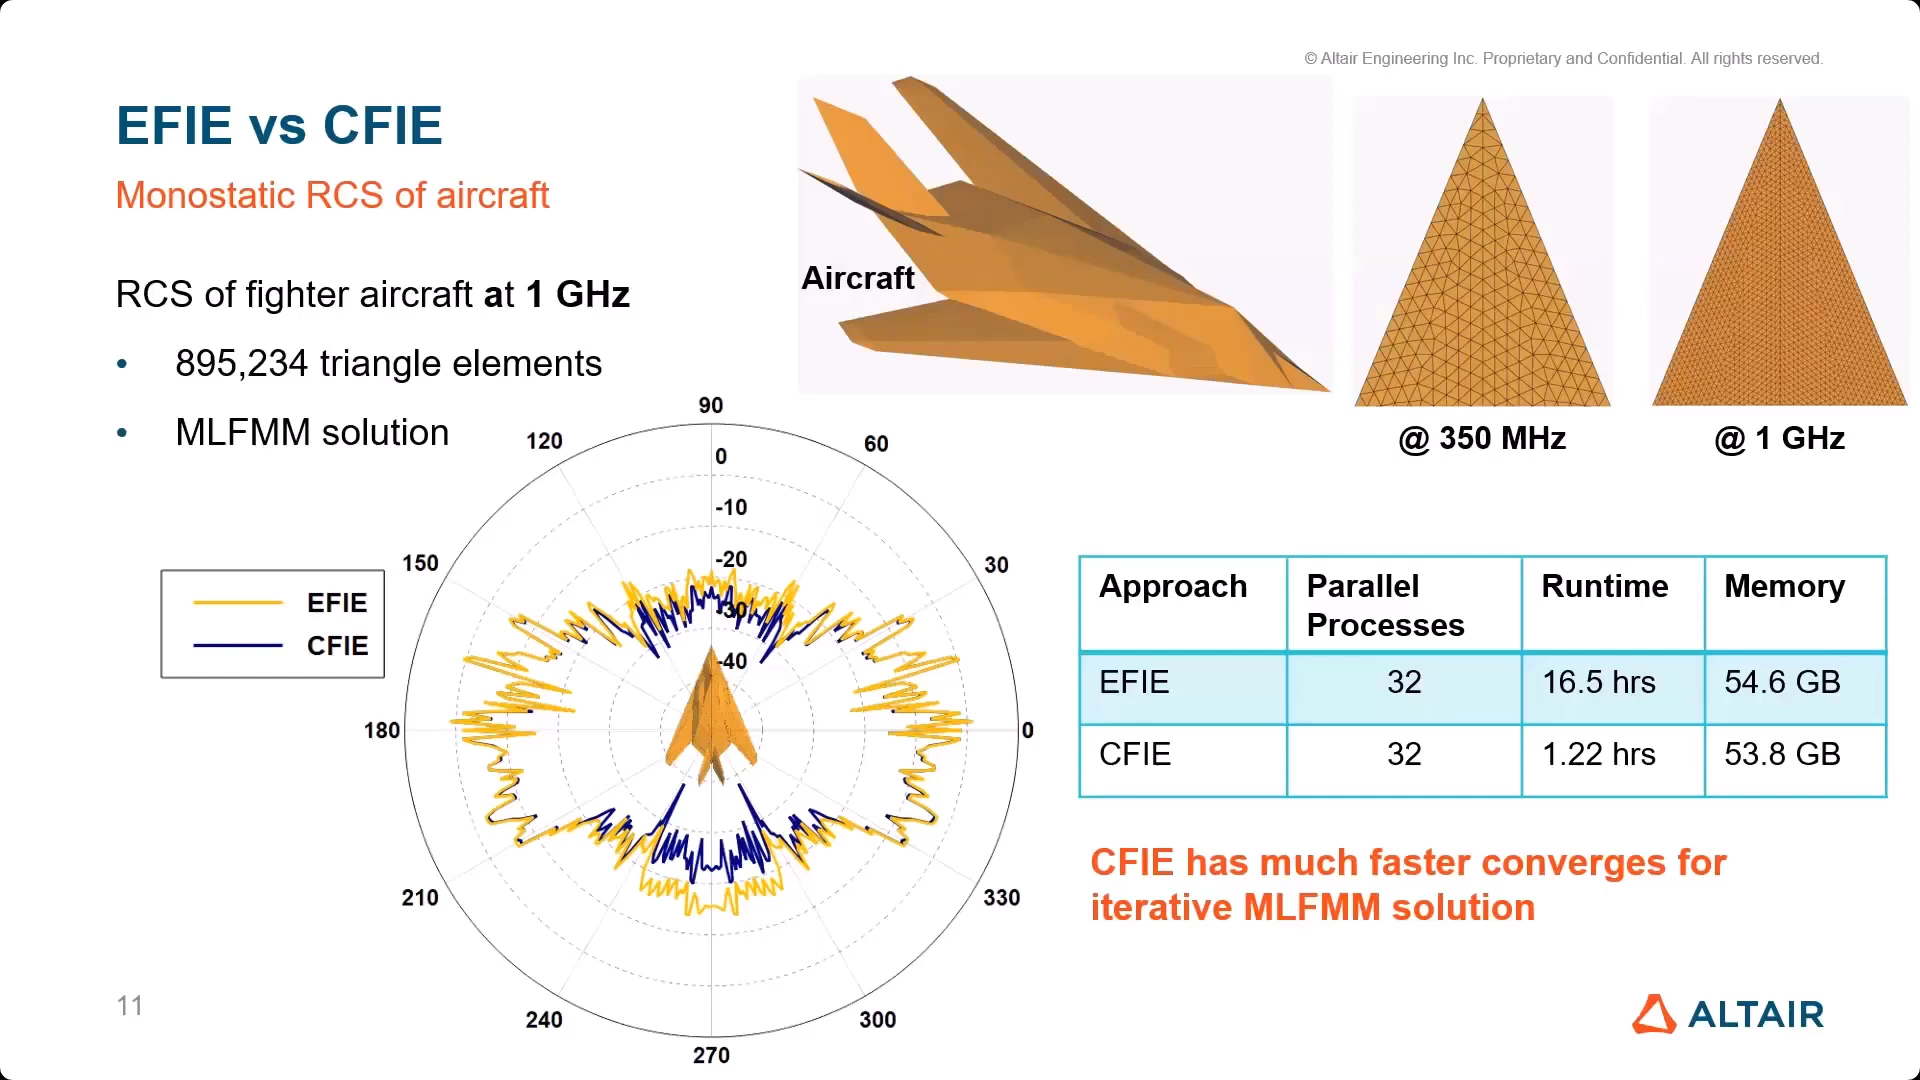 © Altair Engineering Inc. Proprietary and Confidential. All rights reserved.
EFIE vs CFIE
Monostatic RCS of aircraft
RCS of fighter aircraft at 1 GHz
• 895,234 triangle elements
• MLFMM solution
Aircraft
@ 350 MHz
@ 1 GHz
EFIE
CFIE
90
120
60
150
30
180
0
210
330
240
300
270
0
-10
-20
-30
-40
Approach Parallel Processes Runtime Memory
EFIE 32 16.5 hrs 54.6 GB
CFIE 32 1.22 hrs 53.8 GB
CFIE has much faster converges for
iterative MLFMM solution
11
ALTAIR